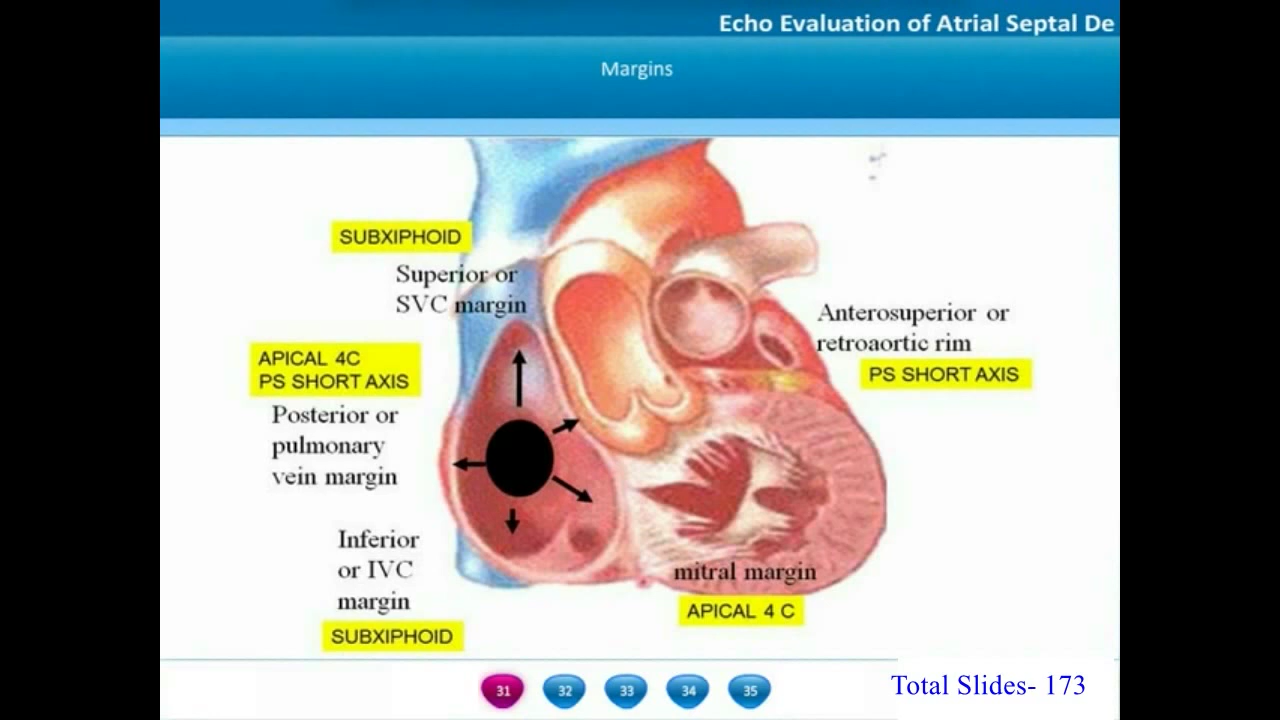 Echo Evaluation of Atrial Septal De
Margins
SUBXIPHOID
Superior or
SVC margin
Anterosuperior or
retroaortic rim
PS SHORT AXIS
APICAL 4C
PS SHORT AXIS
Posterior or
pulmonary
vein margin
Inferior
or IVC
margin
SUBXIPHOID
mitral margin
APICAL 4 C
31 32 33 34 35
Total Slides- 173